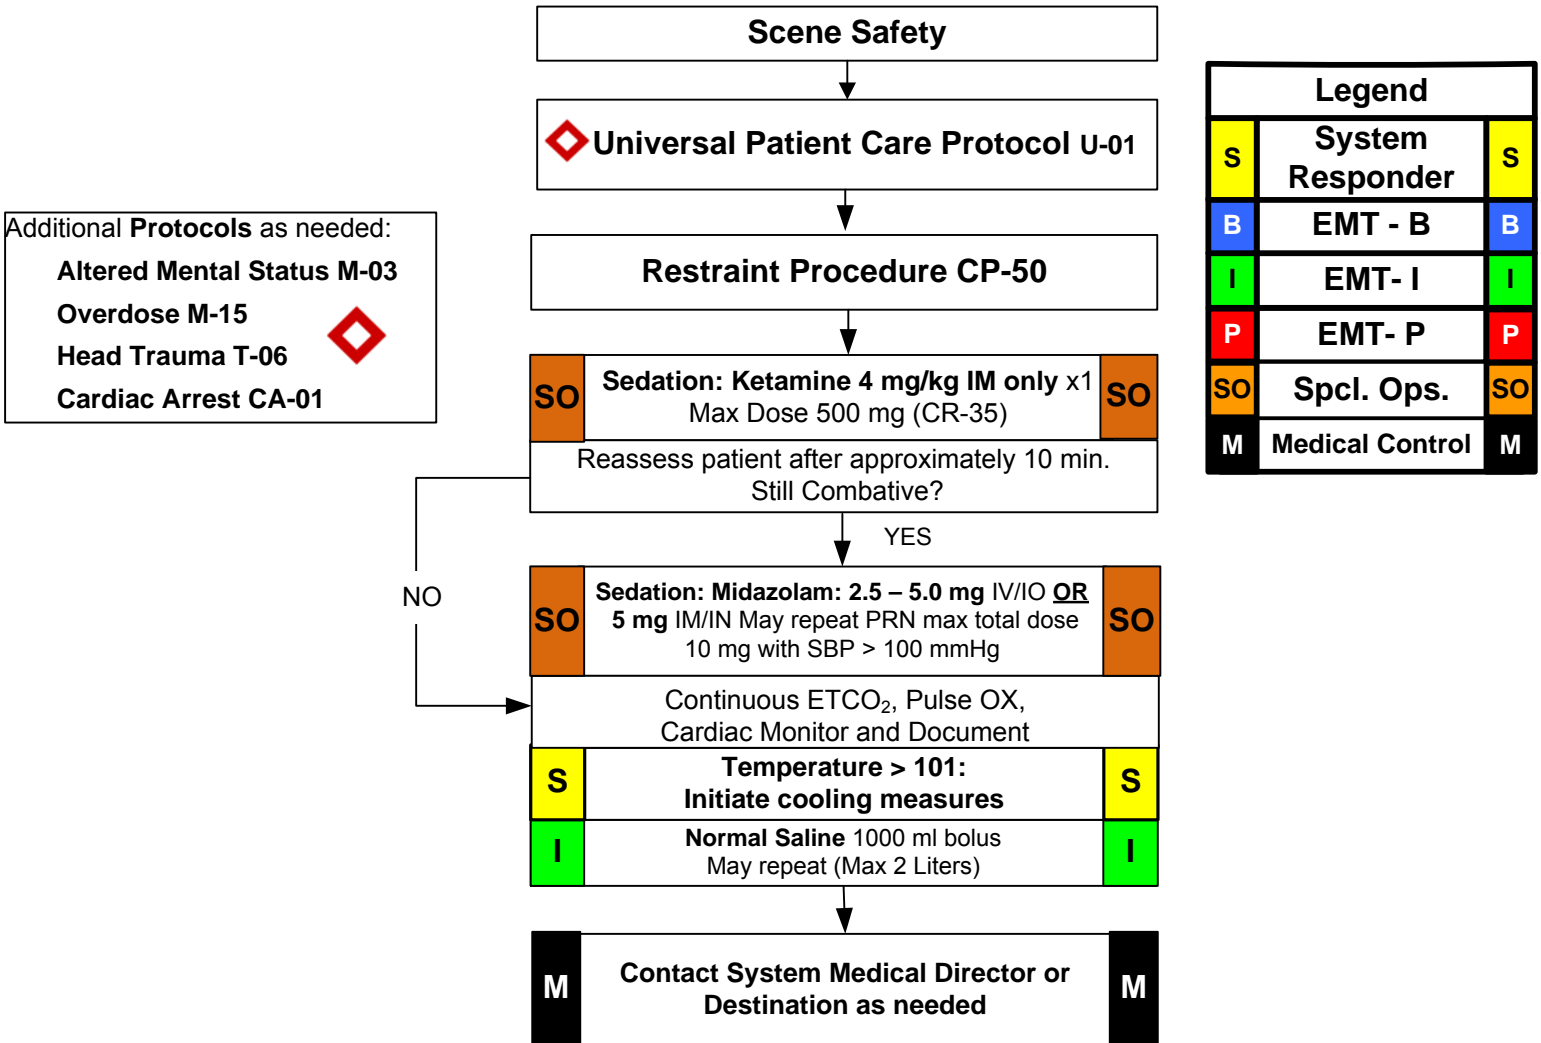 Scene Safety
Universal Patient Care Protocol U-01
Restraint Procedure CP-50
Additional Protocols as needed:
Altered Mental Status M-03
Overdose M-15
Head Trauma T-06
Cardiac Arrest CA-01
SO
Sedation: Ketamine 4 mg/kg IM only x1
Max Dose 500 mg (CR-35)
SO
Reassess patient after approximately 10 min.
Still Combative?
YES
NO
SO
Sedation: Midazolam: 2.5 – 5.0 mg IV/IO OR
5 mg IM/IN May repeat PRN max total dose
10 mg with SBP > 100 mmHg
SO
Continuous ETCO₂, Pulse OX,
Cardiac Monitor and Document
S
Temperature > 101:
Initiate cooling measures
S
I
Normal Saline 1000 ml bolus
May repeat (Max 2 Liters)
I
M
Contact System Medical Director or
Destination as needed
M
Legend
S
System
Responder
S
B EMT - B B
I EMT- I I
P EMT- P P
SO Spcl. Ops. SO
M Medical Control M